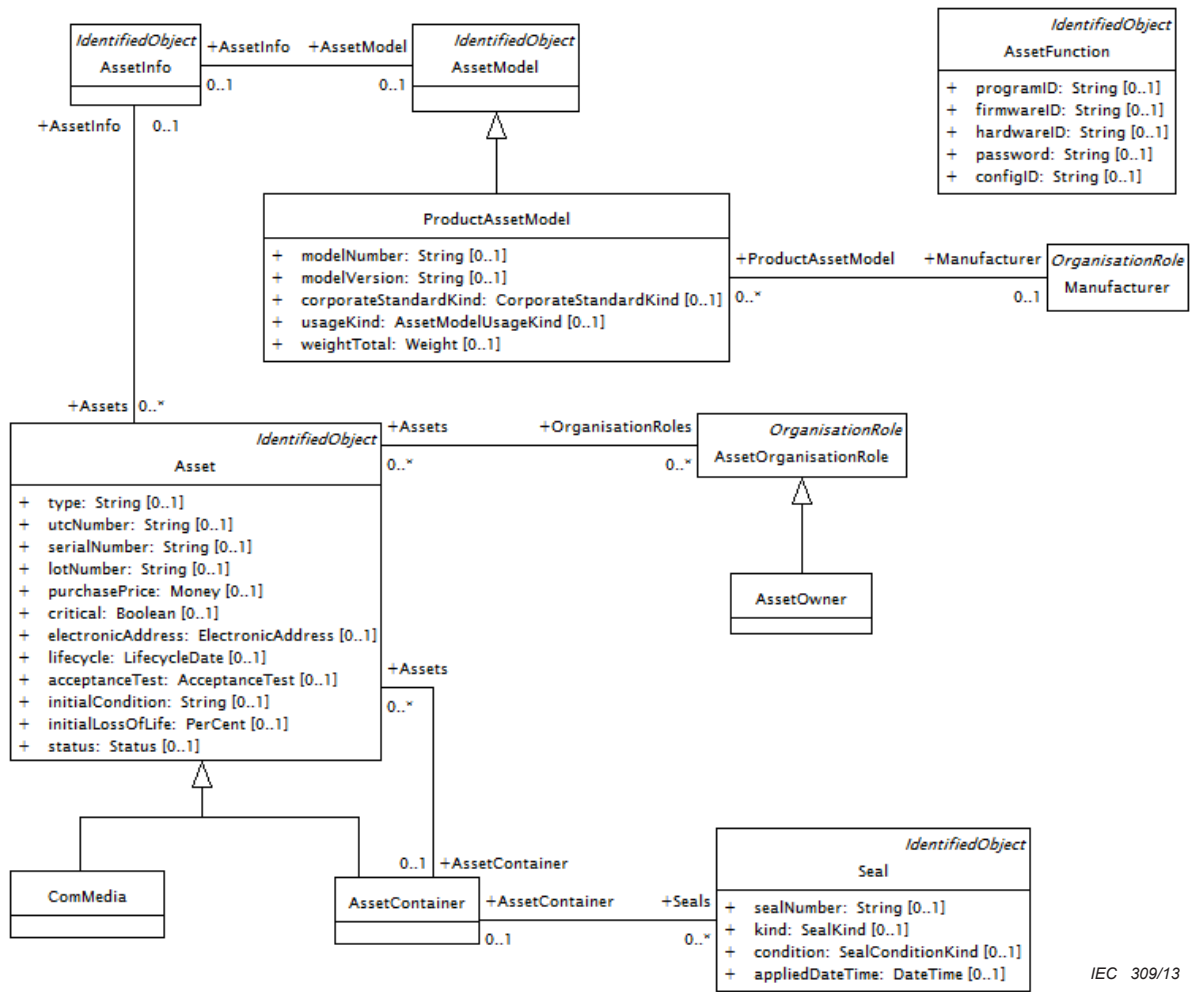 IdentifiedObject
AssetInfo
+AssetInfo
+AssetModel
0..1
0..1
IdentifiedObject
AssetModel
IdentifiedObject
AssetFunction
+ programID: String [0..1]
+ firmwareID: String [0..1]
+ hardwareID: String [0..1]
+ password: String [0..1]
+ configID: String [0..1]
+AssetInfo
0..1
ProductAssetModel
+ modelNumber: String [0..1]
+ modelVersion: String [0..1]
+ corporateStandardKind: CorporateStandardKind [0..1]
+ usageKind: AssetModelUsageKind [0..1]
+ weightTotal: Weight [0..1]
+ProductAssetModel
+Manufacturer
0..*
0..1
OrganisationRole
Manufacturer
+Assets
0..*
IdentifiedObject
Asset
+ type: String [0..1]
+ utcNumber: String [0..1]
+ serialNumber: String [0..1]
+ lotNumber: String [0..1]
+ purchasePrice: Money [0..1]
+ critical: Boolean [0..1]
+ electronicAddress: ElectronicAddress [0..1]
+ lifecycle: LifecycleDate [0..1]
+ acceptanceTest: AcceptanceTest [0..1]
+ initialCondition: String [0..1]
+ initialLossOfLife: PerCent [0..1]
+ status: Status [0..1]
+Assets
+OrganisationRoles
0..*
0..*
OrganisationRole
AssetOrganisationRole
AssetOwner
+Assets
0..*
0..1
+AssetContainer
ComMedia
AssetContainer
+AssetContainer
+Seals
0..1
0..*
IdentifiedObject
Seal
+ sealNumber: String [0..1]
+ kind: SealKind [0..1]
+ condition: SealConditionKind [0..1]
+ appliedDateTime: DateTime [0..1]
IEC 309/13